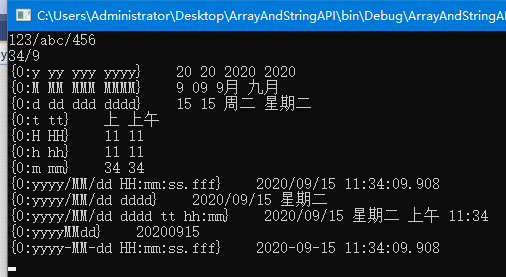 C:\Users\Administrator\Desktop\ArrayAndStringAPI\bin\Debug\ArrayAndStringAP
123/abc/456
34/9
{0:y yy yyy yyyy}    20 20 2020 2020
{0:M MM MMM MMMM}    9 09 9月 九月
{0:d dd ddd dddd}    15 15 周二 星期二
{0:t tt}    上 上午
{0:H HH}    11 11
{0:h hh}    11 11
{0:m mm}    34 34
{0:yyyy/MM/dd HH:mm:ss.fff}    2020/09/15 11:34:09.908
{0:yyyy/MM/dd dddd}    2020/09/15 星期二
{0:yyyy/MM/dd dddd tt hh:mm}    2020/09/15 星期二 上午 11:34
{0:yyyyMMdd}    20200915
{0:yyyy-MM-dd HH:mm:ss.fff}    2020-09-15 11:34:09.908